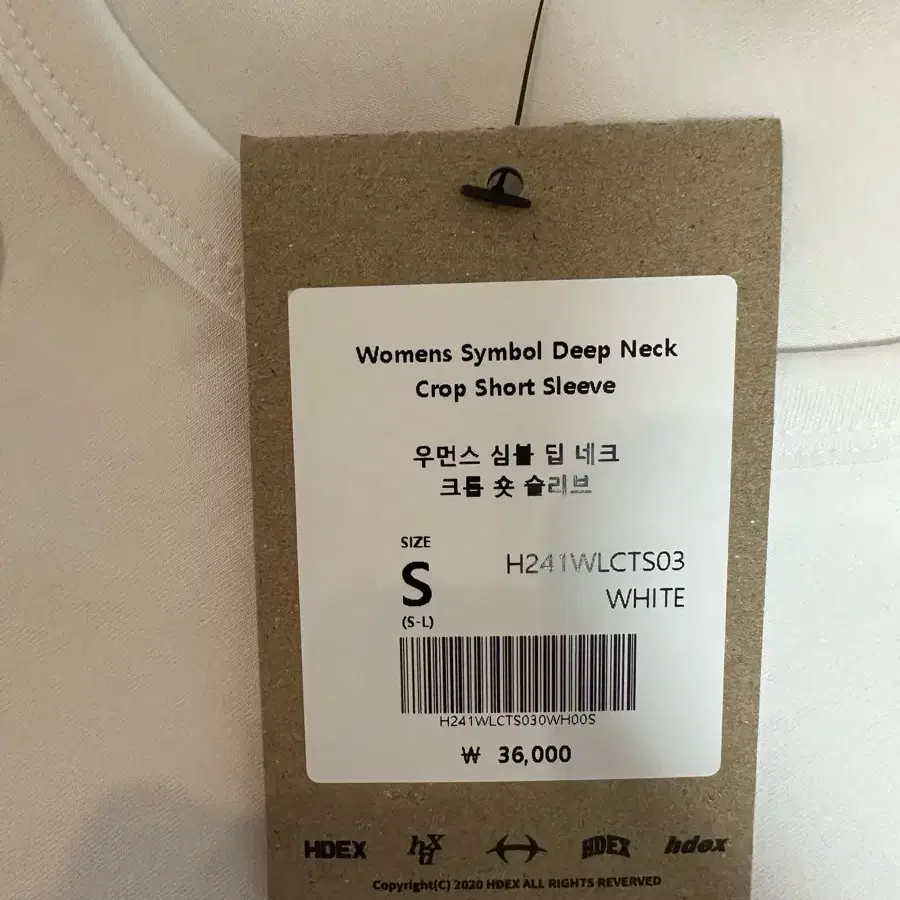 Womens Symbol Deep Neck
Crop Short Sleeve
우먼스 심볼 딥 네크
크롭 숏 슬리브
SIZE
S
(S-L)
H241WLCTS03
WHITE
H241WLCTS030WH00S
₩ 36,000
HDEX hdx HDEX hdex
Copyright(C) 2020 HDEX ALL RIGHTS REVERVED